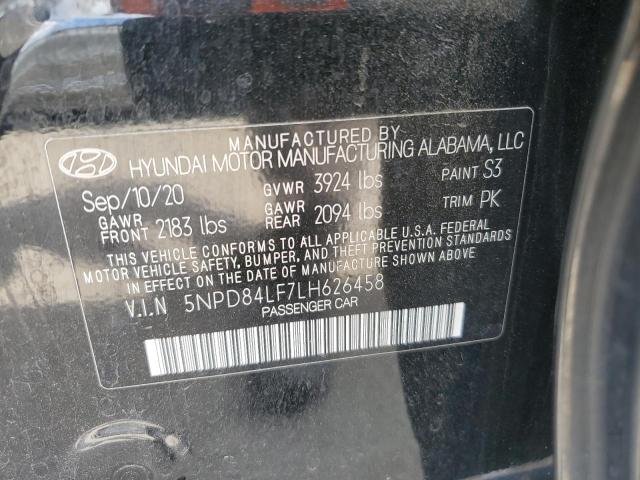 MANUFACTURED BY
HYUNDAI MOTOR MANUFACTURING ALABAMA, LLC
Sep/10/20 GVWR 3924 lbs PAINT S3
GAWR FRONT 2183 lbs GAWR REAR 2094 lbs TRIM PK
THIS VEHICLE CONFORMS TO ALL APPLICABLE U.S.A. FEDERAL
MOTOR VEHICLE SAFETY, BUMPER, AND THEFT PREVENTION STANDARDS
IN EFFECT ON THE DATE OF MANUFACTURE SHOWN ABOVE.
V.I.N 5NPD84LF7LH626458
PASSENGER CAR